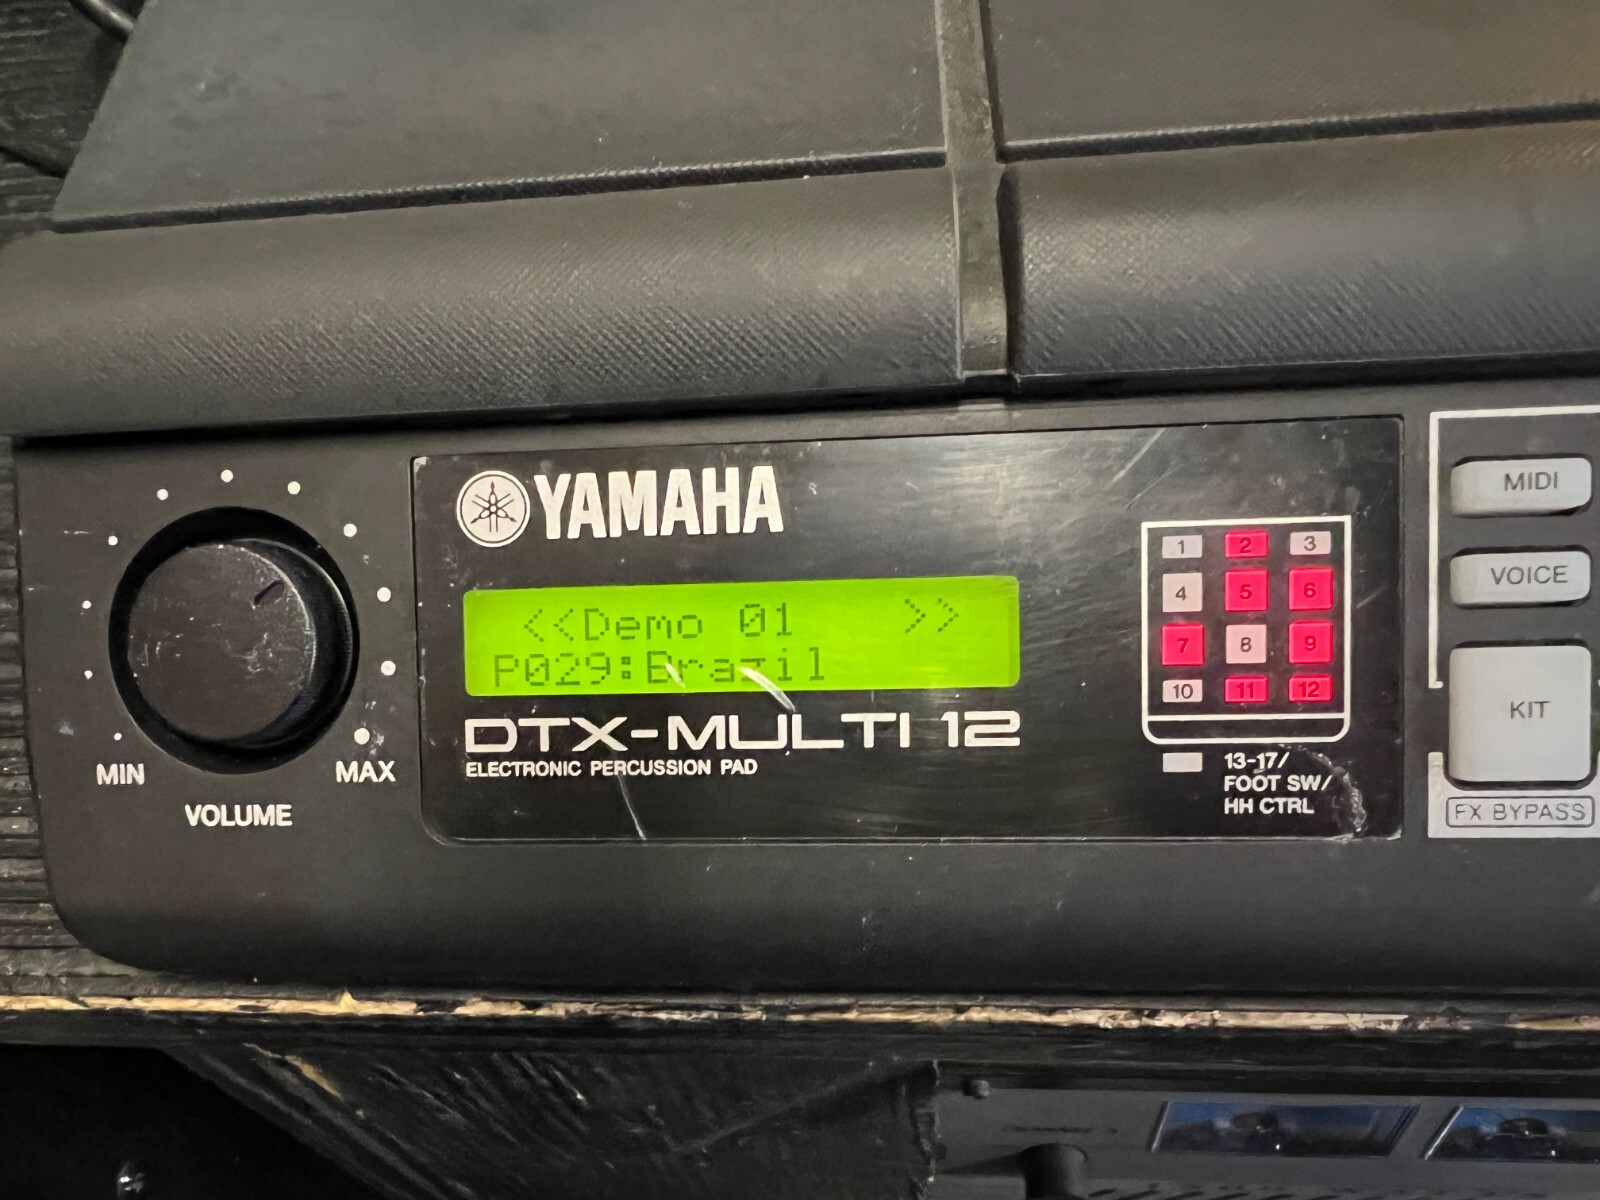 YAMAHA
<<Demo 01 >>
P029:Brazil
DTX-MULTI 12
ELECTRONIC PERCUSSION PAD
MIN
MAX
VOLUME
1 2 3
4 5 6
7 8 9
10 11 12
13-17/
FOOT SW/
HH CTRL
MIDI
VOICE
KIT
FX BYPASS